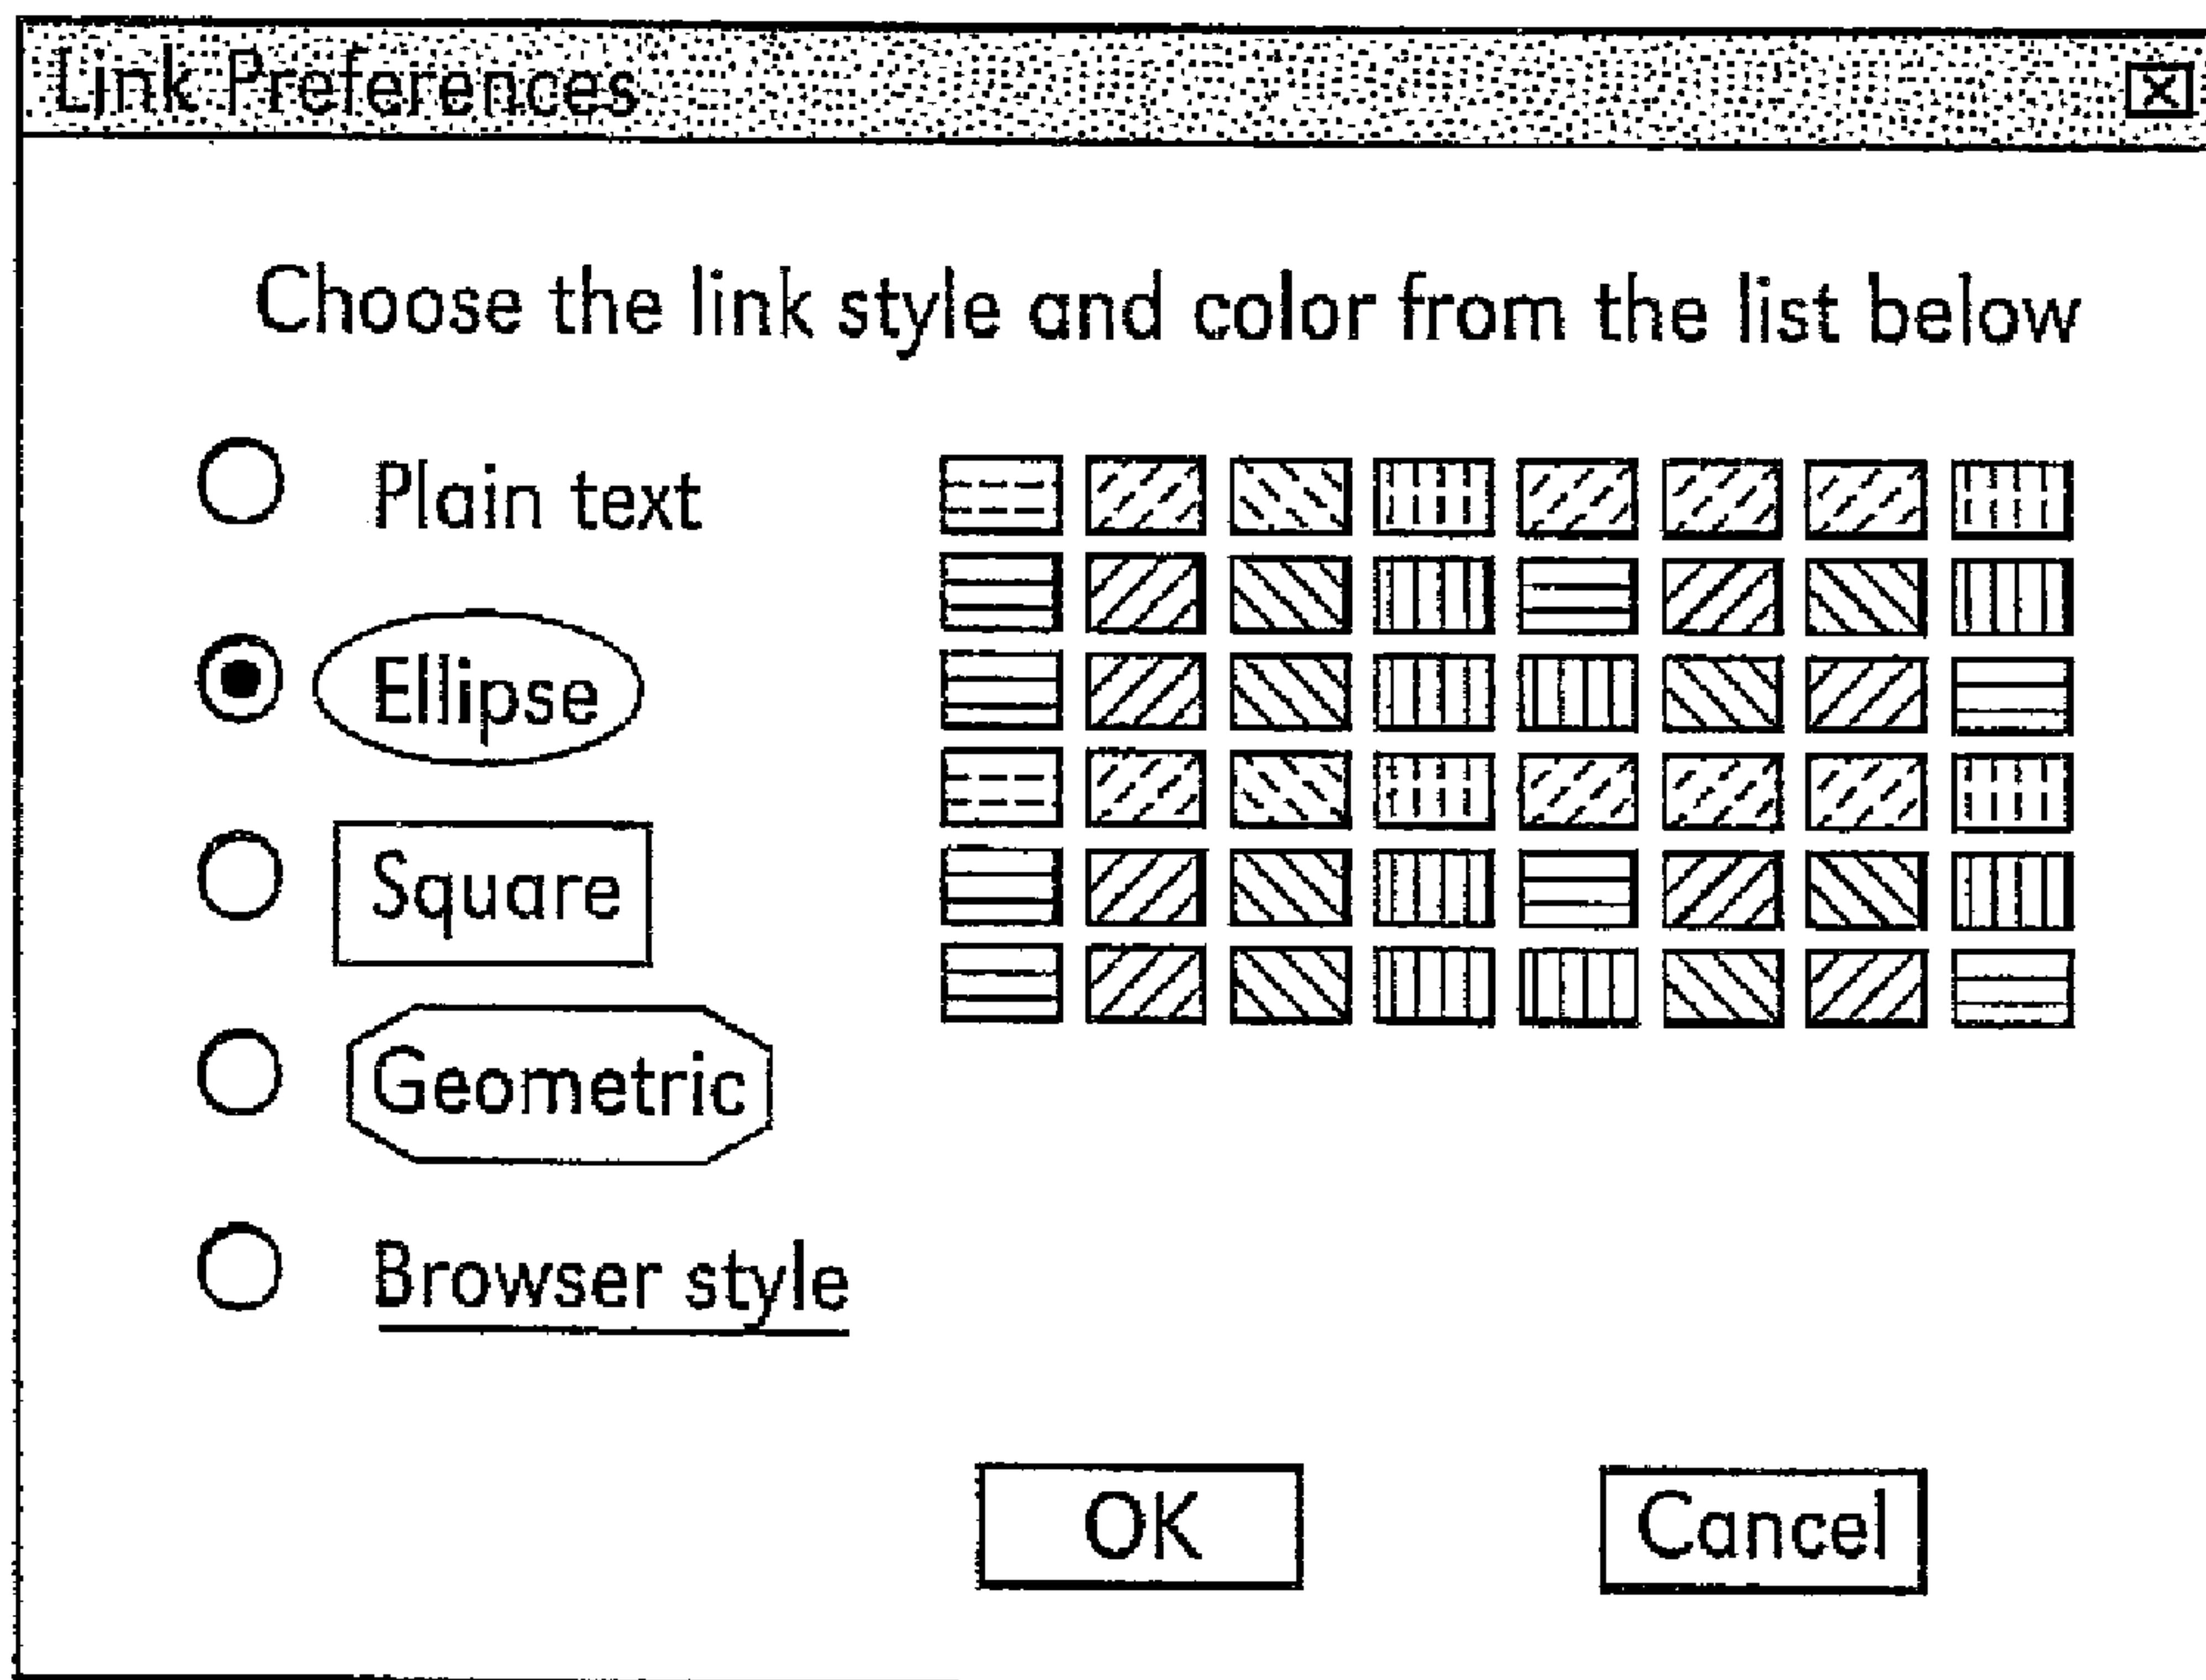 Link Preferences
Choose the link style and color from the list below
Plain text
Ellipse
Square
Geometric
Browser style
OK
Cancel